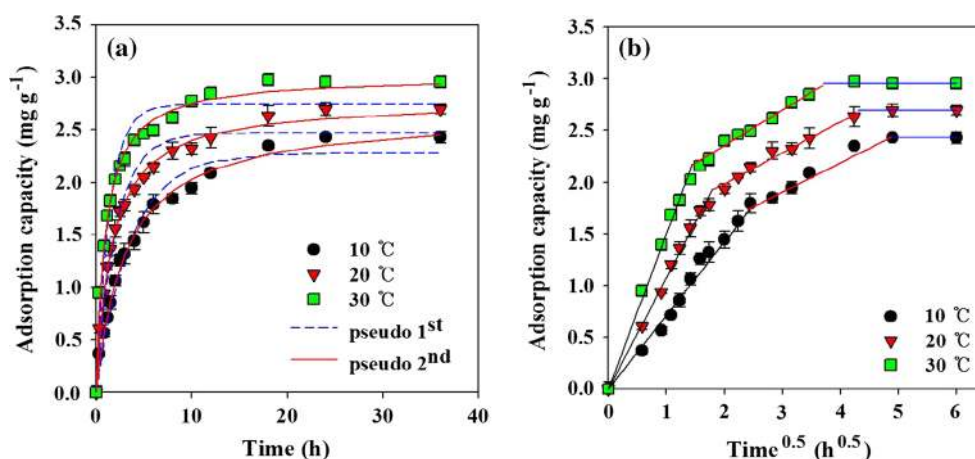 (a)
Adsorption capacity (mg g-1)
3.5
3.0
2.5
2.0
1.5
1.0
0.5
0.0
10 ℃
20 ℃
30 ℃
pseudo 1st
pseudo 2nd
0 10 20 30 40
Time (h)
(b)
Adsorption capacity (mg g-1)
3.5
3.0
2.5
2.0
1.5
1.0
0.5
0.0
10 ℃
20 ℃
30 ℃
0 1 2 3 4 5 6
Time0.5 (h0.5)